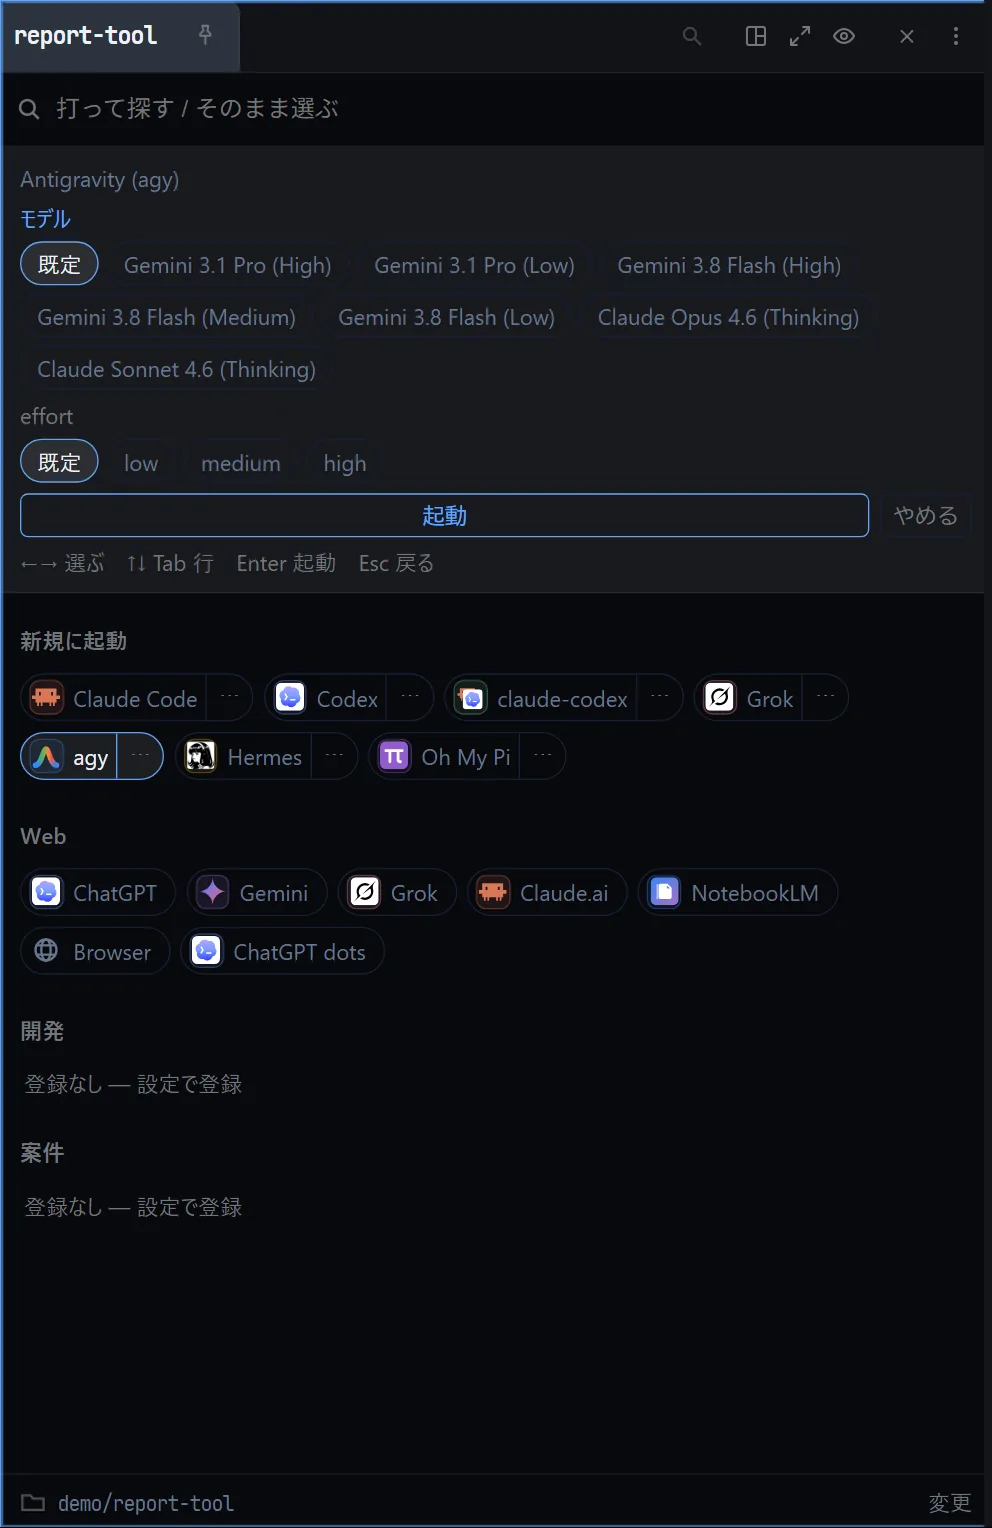 report-tool
打って探す / そのまま選ぶ
Antigravity (agy)
モデル
既定 Gemini 3.1 Pro (High) Gemini 3.1 Pro (Low) Gemini 3.8 Flash (High)
Gemini 3.8 Flash (Medium) Gemini 3.8 Flash (Low) Claude Opus 4.6 (Thinking)
Claude Sonnet 4.6 (Thinking)
effort
既定 low medium high
起動 やめる
←→ 選ぶ ↑↓ Tab 行 Enter 起動 Esc 戻る
新規に起動
Claude Code ... Codex ... claude-codex ... Grok ...
agy ... Hermes ... Oh My Pi ...
Web
ChatGPT Gemini Grok Claude.ai NotebookLM
Browser ChatGPT dots
開発
登録なし — 設定で登録
案件
登録なし — 設定で登録
demo/report-tool 変更